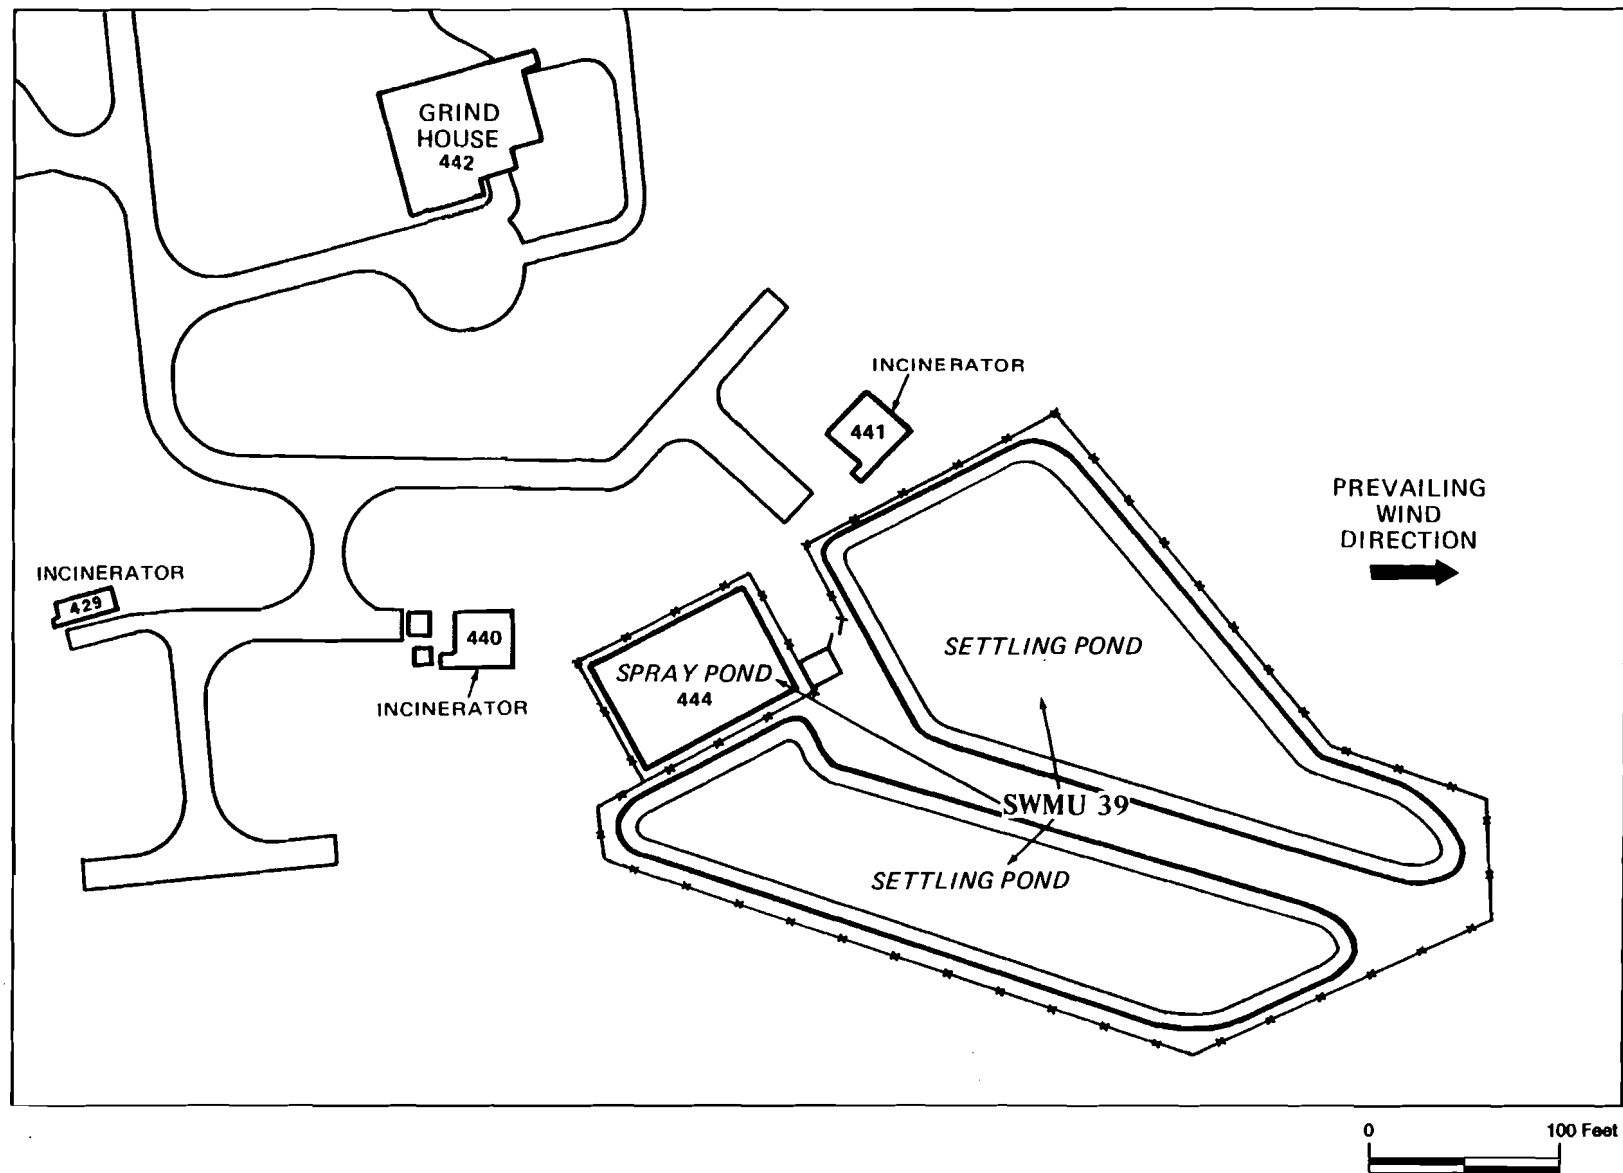 GRIND
HOUSE
442
INCINERATOR
441
PREVAILING
WIND
DIRECTION
INCINERATOR
429
440
INCINERATOR
SPRAY POND
444
SETTLING POND
SWMU 39
SETTLING POND
0 100 Feet